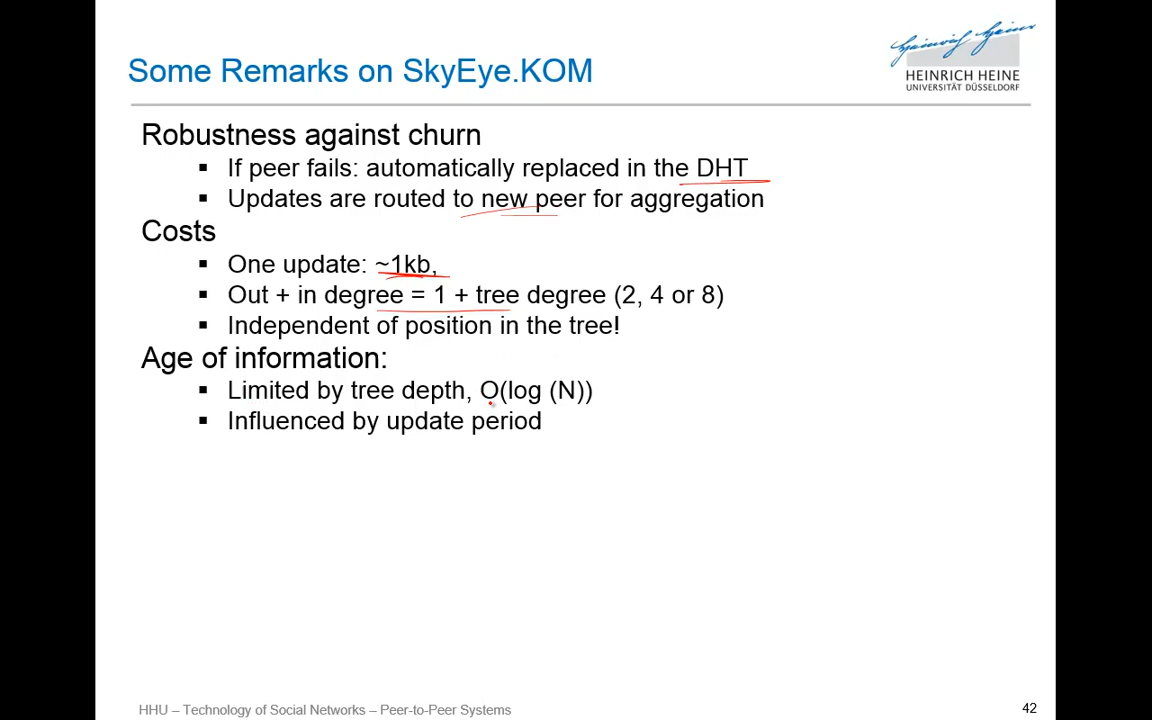 Heinrich Heine
HEINRICH HEINE
UNIVERSITÄT DÜSSELDORF
Some Remarks on SkyEye.KOM
Robustness against churn
▪ If peer fails: automatically replaced in the DHT
▪ Updates are routed to new peer for aggregation
Costs
▪ One update: ~1kb,
▪ Out + in degree = 1 + tree degree (2, 4 or 8)
▪ Independent of position in the tree!
Age of information:
▪ Limited by tree depth, O(log (N))
▪ Influenced by update period
HHU – Technology of Social Networks – Peer-to-Peer Systems
42